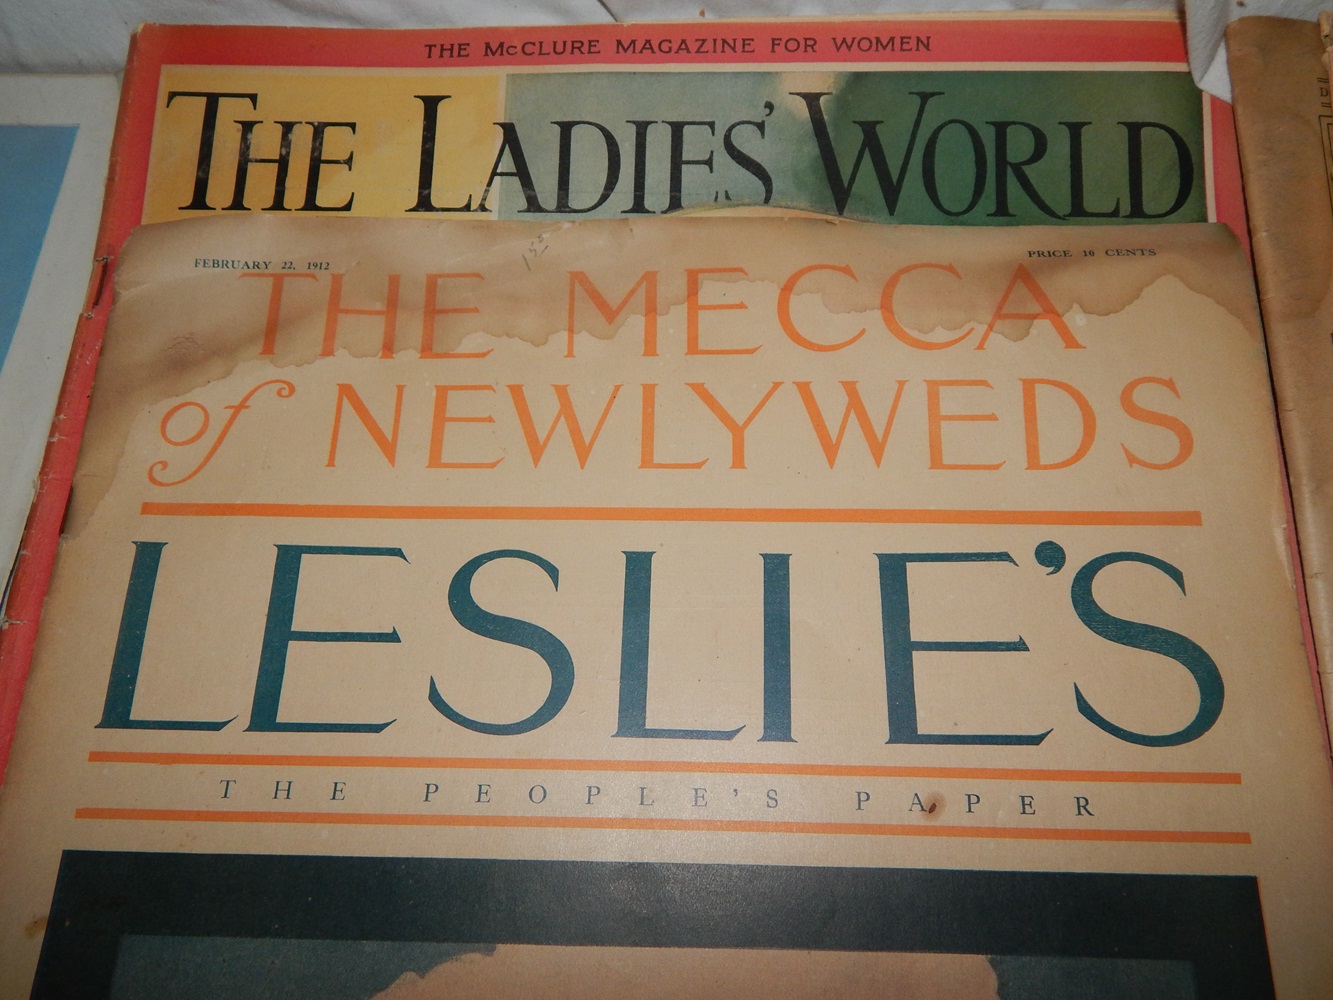 THE McCLURE MAGAZINE FOR WOMEN
THE LADIES' WORLD
FEBRUARY 22, 1912
PRICE 10 CENTS
THE MECCA
of NEWLYWEDS
LESLIE'S
THE PEOPLE'S PAPER